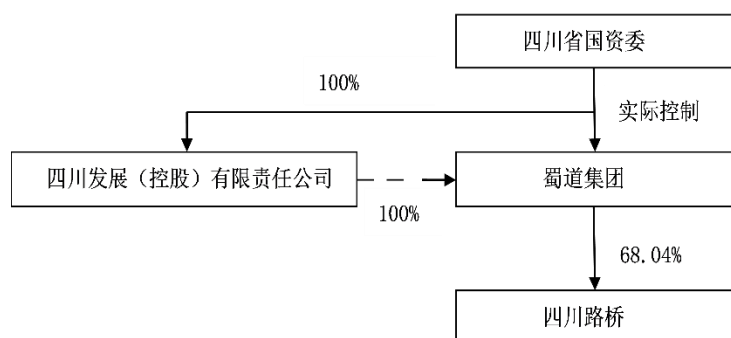 四川省国资委
100%
实际控制
四川发展（控股）有限责任公司
蜀道集团
100%
68.04%
四川路桥